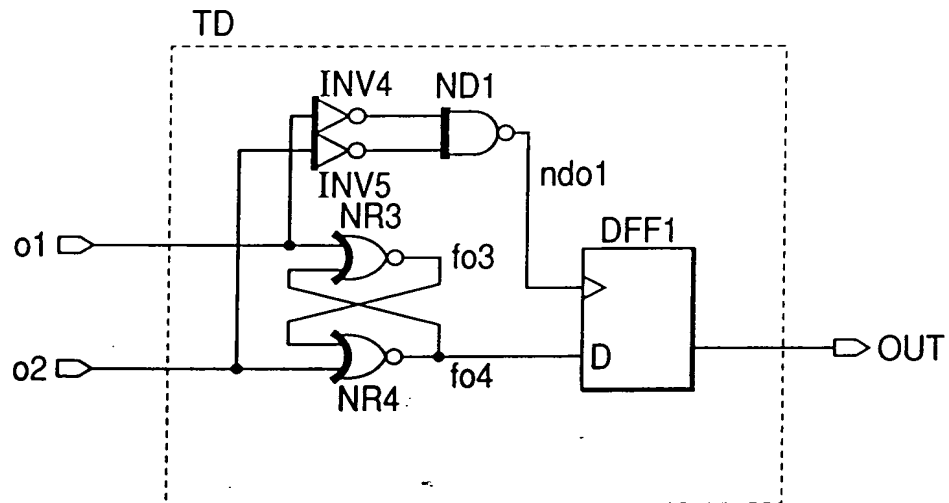 TD
INV4 ND1
INV5
ndo1
NR3
DFF1
o1
fo3
D
o2
fo4
OUT
NR4